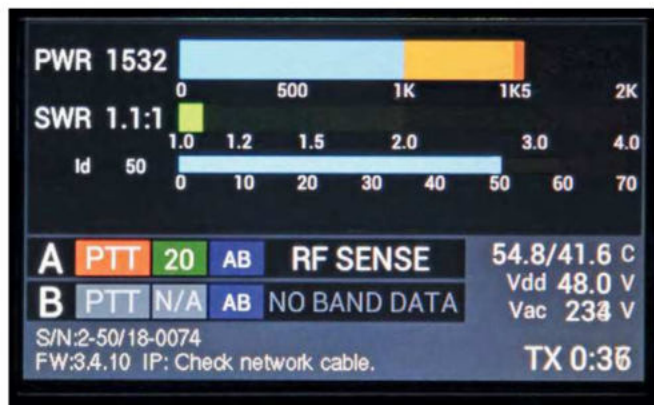 PWR 1532
0 500 1K 1K5 2K
SWR 1.1:1
1.0 1.2 1.5 2.0 3.0 4.0
Id 50
0 10 20 30 40 50 60 70
A PTT 20 AB RF SENSE
54.8/41.6 C
Vdd 48.0 V
B PTT N/A AB NO BAND DATA
Vac V
S/N:2-50/18-0074
FW:3.4.10 IP: Check network cable.
TX